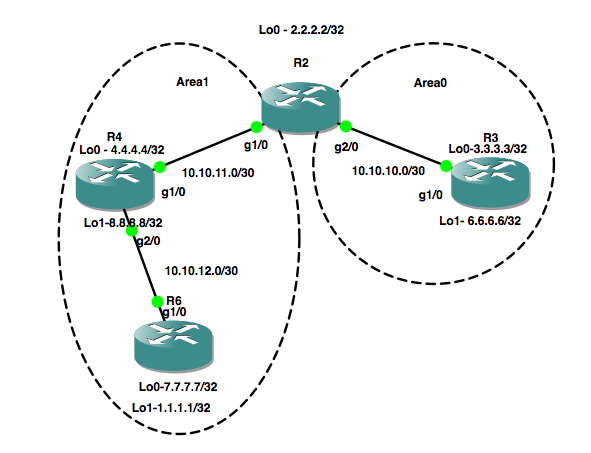 Lo0 - 2.2.2.2/32
R2
Area1
Area0
g1/0
g2/0
R4
Lo0 - 4.4.4.4/32
R3
Lo0-3.3.3.3/32
10.10.11.0/30
10.10.10.0/30
g1/0
g1/0
Lo1-8.8.8.8/32
Lo1- 6.6.6.6/32
g2/0
10.10.12.0/30
R6
g1/0
Lo0-7.7.7.7/32
Lo1-1.1.1.1/32